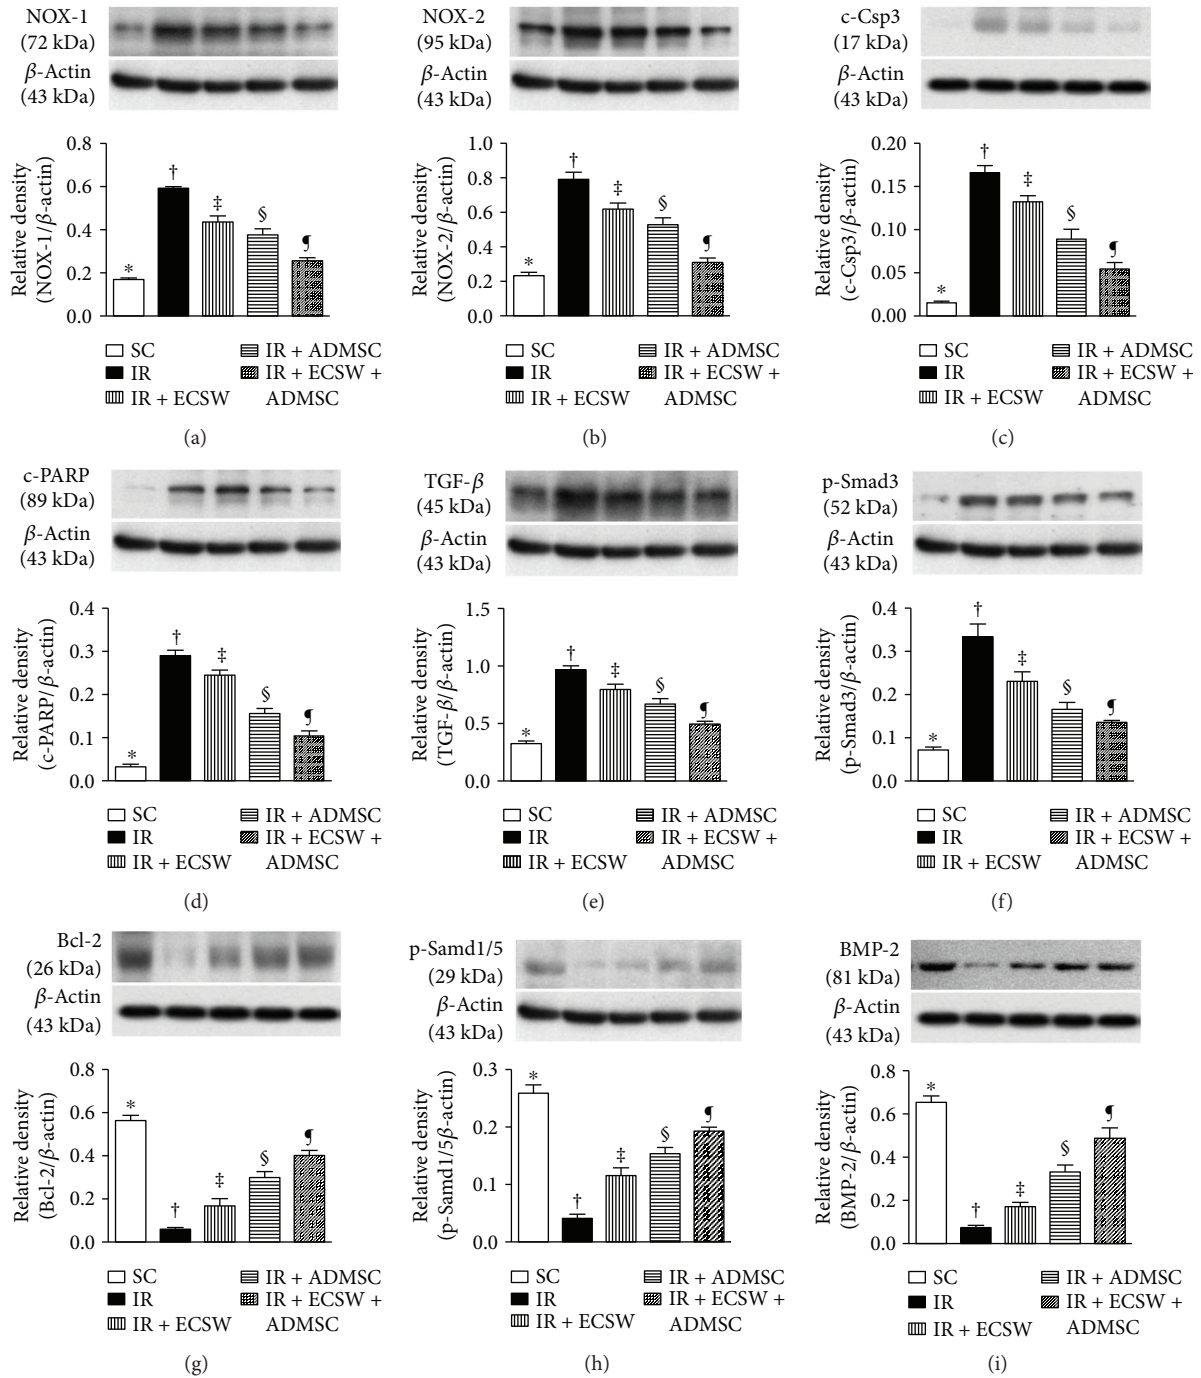 NOX-1
(72 kDa)
β-Actin
(43 kDa)
Relative density
(NOX-1/β-actin)
0.8
0.6
0.4
0.2
0.0
*
†
‡
§
¶
SC
IR
IR + ECSW
IR + ADMSC
IR + ECSW +
ADMSC
(a)
NOX-2
(95 kDa)
β-Actin
(43 kDa)
Relative density
(NOX-2/β-actin)
1.0
0.8
0.6
0.4
0.2
0.0
*
†
‡
§
¶
SC
IR
IR + ECSW
IR + ADMSC
IR + ECSW +
ADMSC
(b)
c-Csp3
(17 kDa)
β-Actin
(43 kDa)
Relative density
(c-Csp3/β-actin)
0.20
0.15
0.10
0.05
0.00
*
†
‡
§
¶
SC
IR
IR + ECSW
IR + ADMSC
IR + ECSW +
ADMSC
(c)
c-PARP
(89 kDa)
β-Actin
(43 kDa)
Relative density
(c-PARP/β-actin)
0.4
0.3
0.2
0.1
0.0
*
†
‡
§
¶
SC
IR
IR + ECSW
IR + ADMSC
IR + ECSW +
ADMSC
(d)
TGF-β
(45 kDa)
β-Actin
(43 kDa)
Relative density
(TGF-β/β-actin)
1.5
1.0
0.5
0.0
*
†
‡
§
¶
SC
IR
IR + ECSW
IR + ADMSC
IR + ECSW +
ADMSC
(e)
p-Smad3
(52 kDa)
β-Actin
(43 kDa)
Relative density
(p-Smad3/β-actin)
0.4
0.3
0.2
0.1
0.0
*
†
‡
§
¶
SC
IR
IR + ECSW
IR + ADMSC
IR + ECSW +
ADMSC
(f)
Bcl-2
(26 kDa)
β-Actin
(43 kDa)
Relative density
(Bcl-2/β-actin)
0.8
0.6
0.4
0.2
0.0
*
†
‡
§
¶
SC
IR
IR + ECSW
IR + ADMSC
IR + ECSW +
ADMSC
(g)
p-Samd1/5
(29 kDa)
β-Actin
(43 kDa)
Relative density
(p-Samd1/5β-actin)
0.3
0.2
0.1
0.0
*
†
‡
§
¶
SC
IR
IR + ECSW
IR + ADMSC
IR + ECSW +
ADMSC
(h)
BMP-2
(81 kDa)
β-Actin
(43 kDa)
Relative density
(BMP-2/β-actin)
0.8
0.6
0.4
0.2
0.0
*
†
‡
§
¶
SC
IR
IR + ECSW
IR + ADMSC
IR + ECSW +
ADMSC
(i)